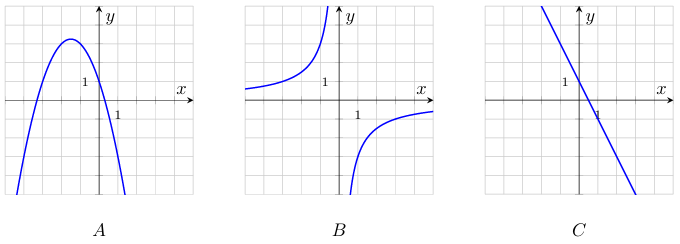 y y y
x x x
1 1 1
1 1 1
A B C